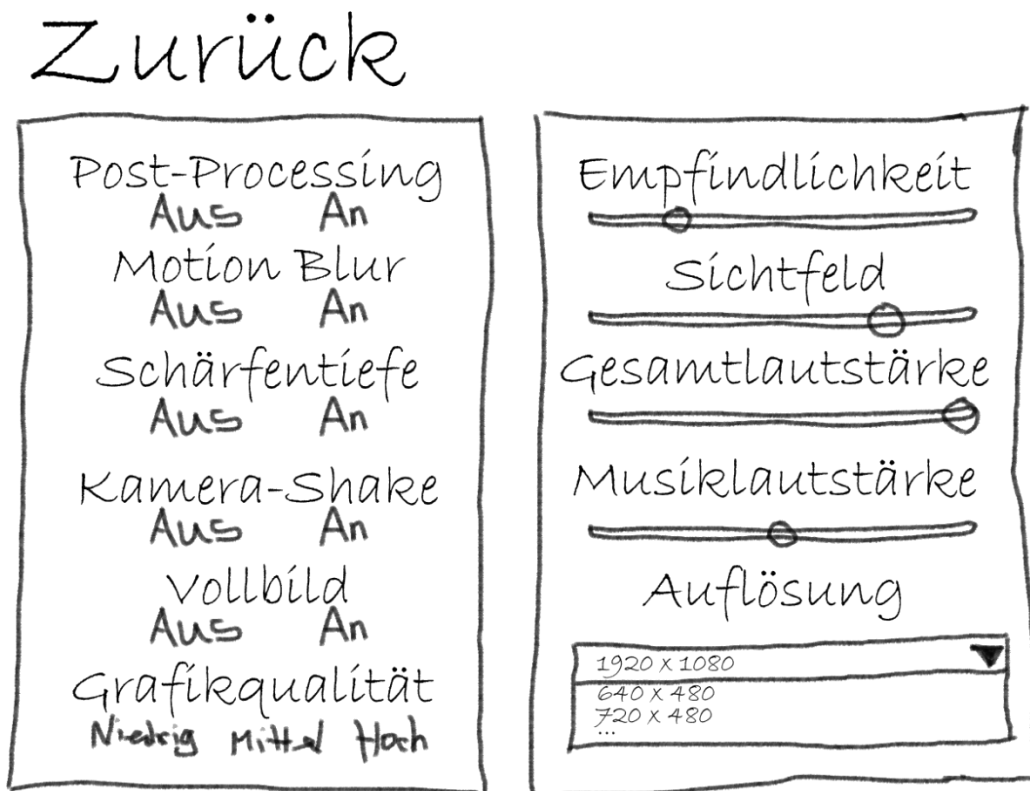 Zurück
Post-Processing
Aus An
Motion Blur
Aus An
Schärfentiefe
Aus An
Kamera-Shake
Aus An
Vollbild
Aus An
Grafikqualität
Niedrig Mittel Hoch
Empfindlichkeit
Sichtfeld
Gesamtlautstärke
Musiklautstärke
Auflösung
1920 x 1080
640 x 480
720 x 480
...